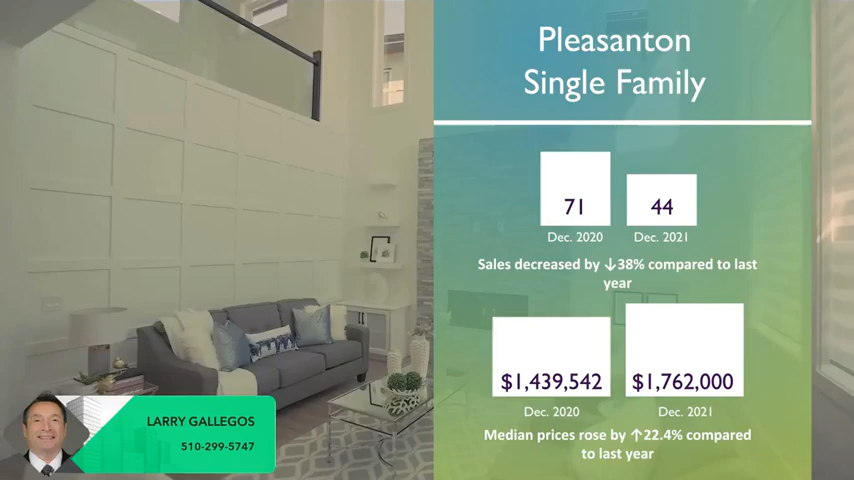 Pleasanton
Single Family
71
44
Dec. 2020
Dec. 2021
Sales decreased by ↓38% compared to last
year
$1,439,542
$1,762,000
Dec. 2020
Dec. 2021
Median prices rose by ↑22.4% compared
to last year
LARRY GALLEGOS
510-299-5747